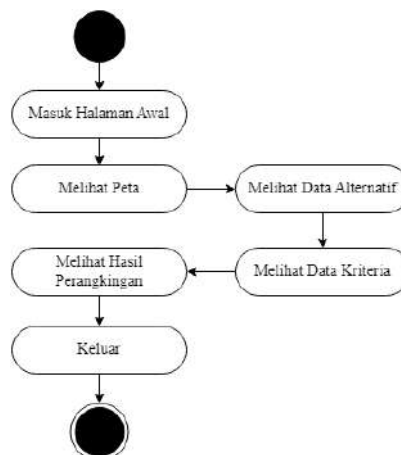 Masuk Halaman Awal
Melihat Peta
Melihat Data Alternatif
Melihat Data Kriteria
Melihat Hasil
Perangkingan
Keluar